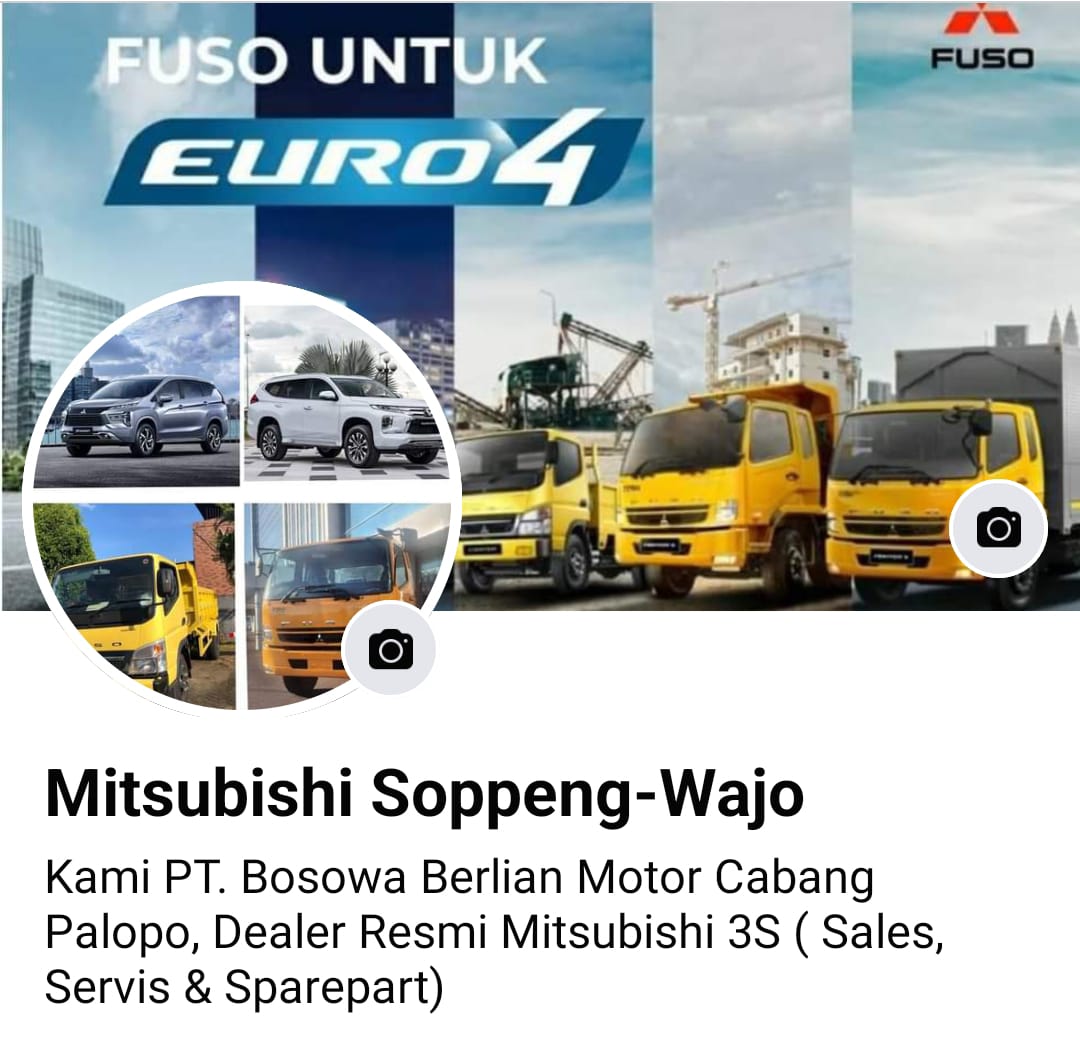 FUSO UNTUK
EURO4
FUSO
Mitsubishi Soppeng-Wajo
Kami PT. Bosowa Berlian Motor Cabang
Palopo, Dealer Resmi Mitsubishi 3S ( Sales,
Servis & Sparepart)